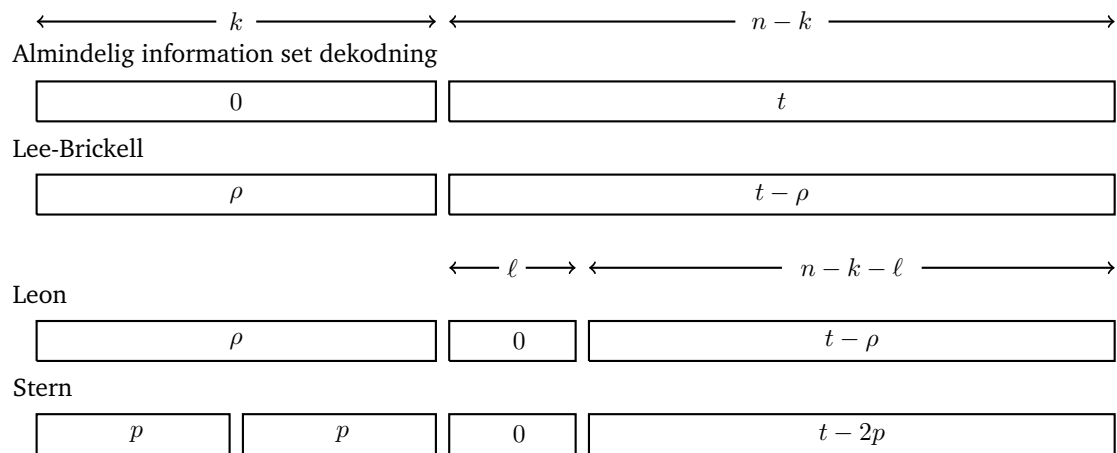 k n − k
Almindelig information set dekodning
0 t
Lee-Brickell
ρ t − ρ
ℓ n − k − ℓ
Leon
ρ 0 t − ρ
Stern
p p 0 t − 2p